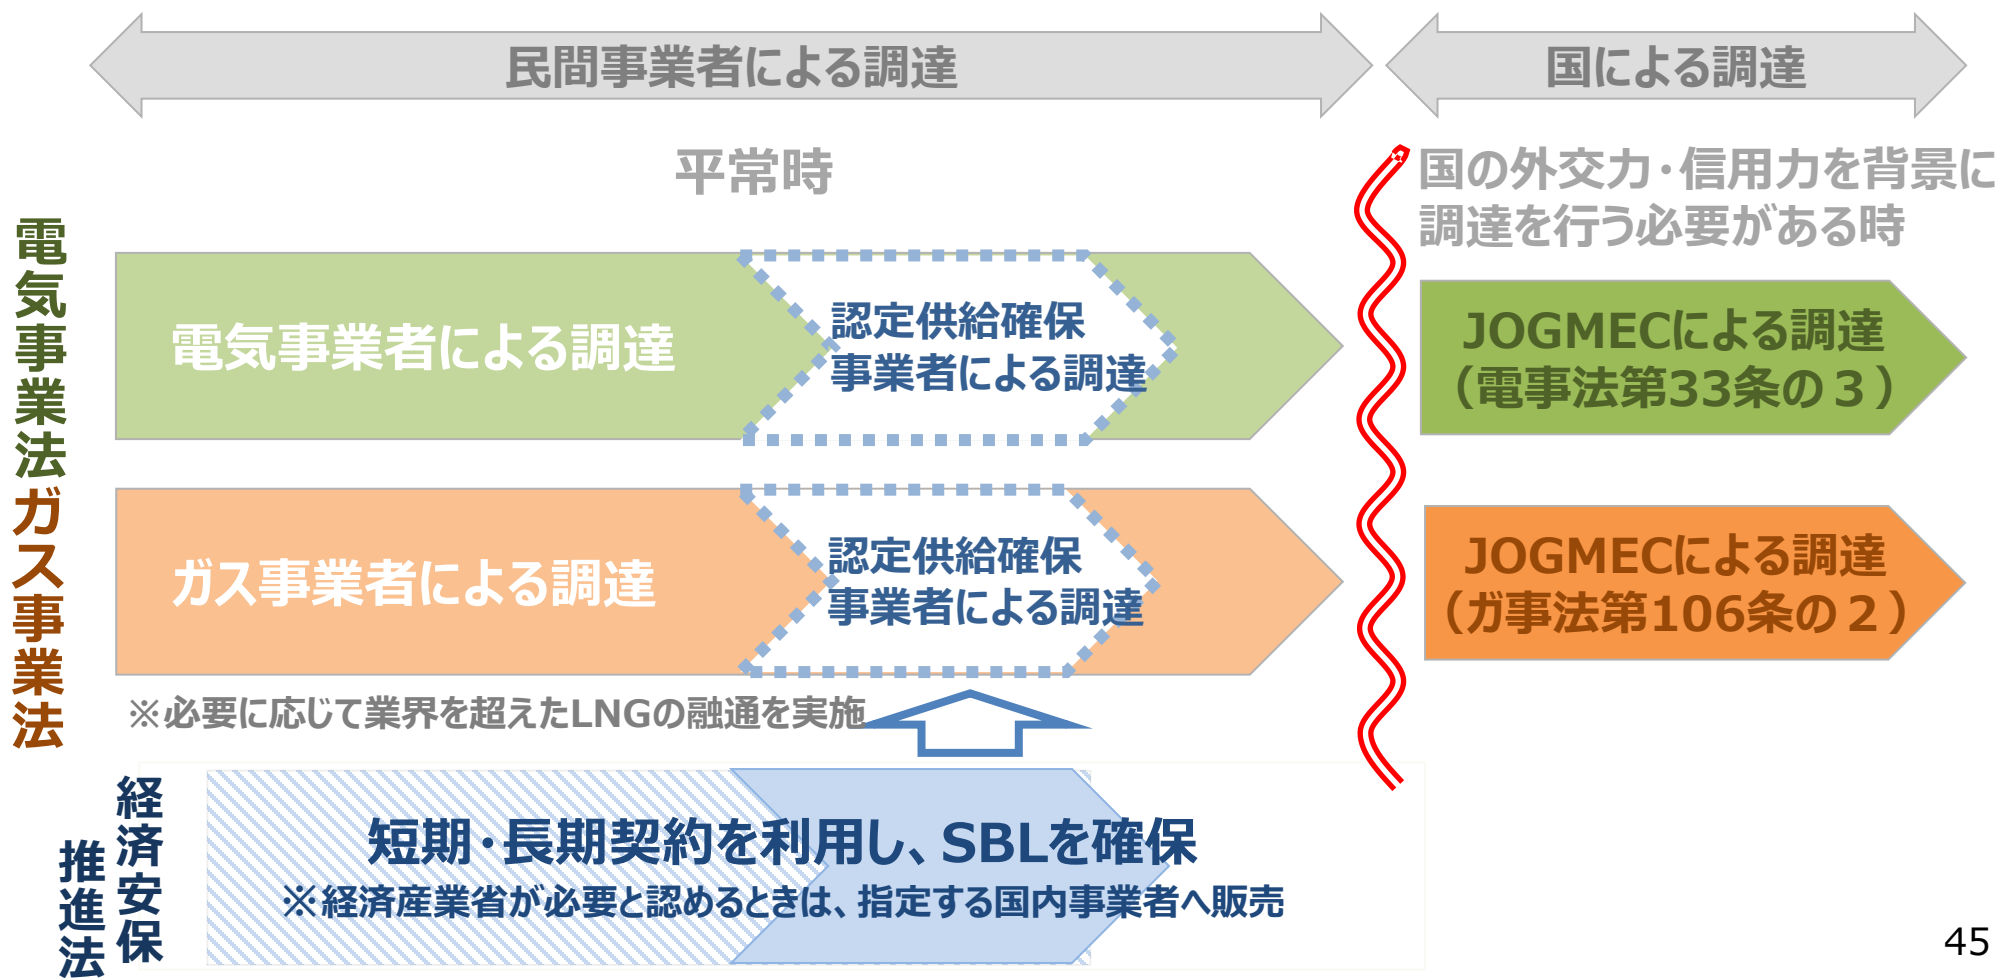 民間事業者による調達
国による調達
平常時
国の外交力・信用力を背景に
調達を行う必要がある時
電気事業法
電気事業者による調達
認定供給確保
事業者による調達
JOGMECによる調達
（電事法第33条の３）
ガス事業法
ガス事業者による調達
認定供給確保
事業者による調達
JOGMECによる調達
（ガ事法第106条の２）
※必要に応じて業界を超えたLNGの融通を実施
経済安保
推進法
短期・長期契約を利用し、SBLを確保
※経済産業省が必要と認めるときは、指定する国内事業者へ販売
45